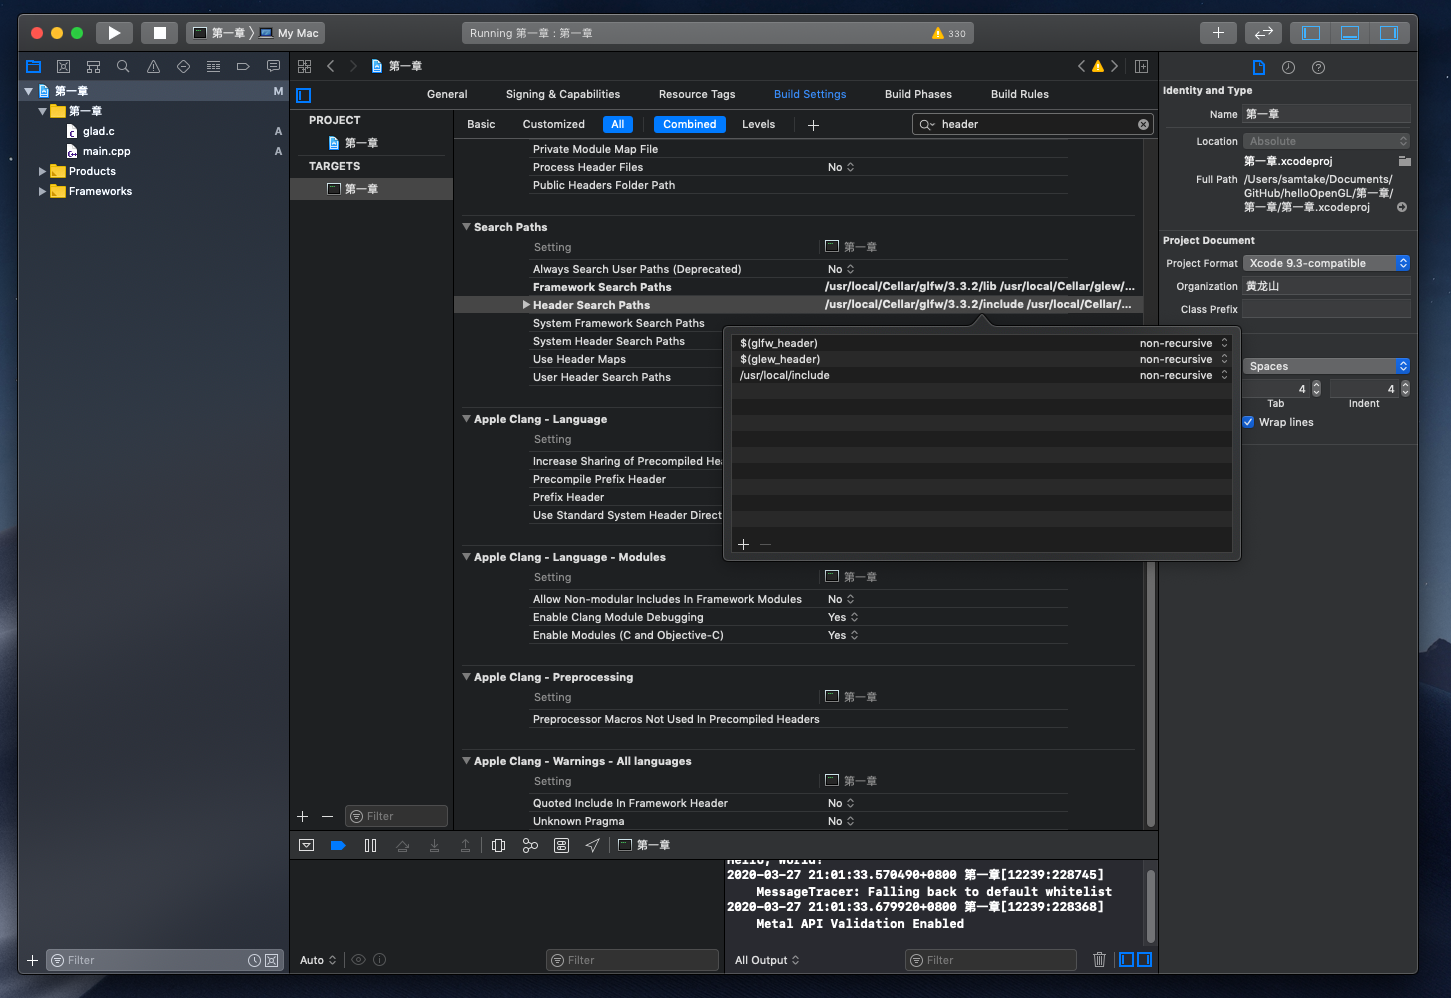 第一章 〉 My Mac
Running 第一章 : 第一章
330
第一章 M
第一章
glad.c A
main.cpp A
Products
Frameworks
Filter
第一章
General Signing & Capabilities Resource Tags Build Settings Build Phases Build Rules
PROJECT
第一章
TARGETS
第一章
Filter
Basic Customized All Combined Levels
header
Private Module Map File
Process Header Files No
Public Headers Folder Path
Search Paths
Setting 第一章
Always Search User Paths (Deprecated) No
Framework Search Paths /usr/local/Cellar/glfw/3.3.2/lib /usr/local/Cellar/glew/...
Header Search Paths /usr/local/Cellar/glfw/3.3.2/include /usr/local/Cellar/...
System Framework Search Paths
System Header Search Paths
Use Header Maps
User Header Search Paths
$(glfw_header) non-recursive
$(glew_header) non-recursive
/usr/local/include non-recursive
Apple Clang - Language
Setting
Increase Sharing of Precompiled Hea
Precompile Prefix Header
Prefix Header
Use Standard System Header Direct
Apple Clang - Language - Modules
Setting 第一章
Allow Non-modular Includes In Framework Modules No
Enable Clang Module Debugging Yes
Enable Modules (C and Objective-C) Yes
Apple Clang - Preprocessing
Setting 第一章
Preprocessor Macros Not Used In Precompiled Headers
Apple Clang - Warnings - All languages
Setting 第一章
Quoted Include In Framework Header No
Unknown Pragma No
第一章
Hello, World!
2020-03-27 21:01:33.570490+0800 第一章[12239:228745]
MessageTracer: Falling back to default whitelist
2020-03-27 21:01:33.679920+0800 第一章[12239:228368]
Metal API Validation Enabled
Auto
Filter
All Output
Filter
Identity and Type
Name 第一章
Location Absolute
第一章.xcodeproj
Full Path /Users/samtake/Documents/
GitHub/helloOpenGL/第一章/
第一章/第一章.xcodeproj
Project Document
Project Format Xcode 9.3-compatible
Organization 黄龙山
Class Prefix
Spaces
4 4
Tab Indent
Wrap lines